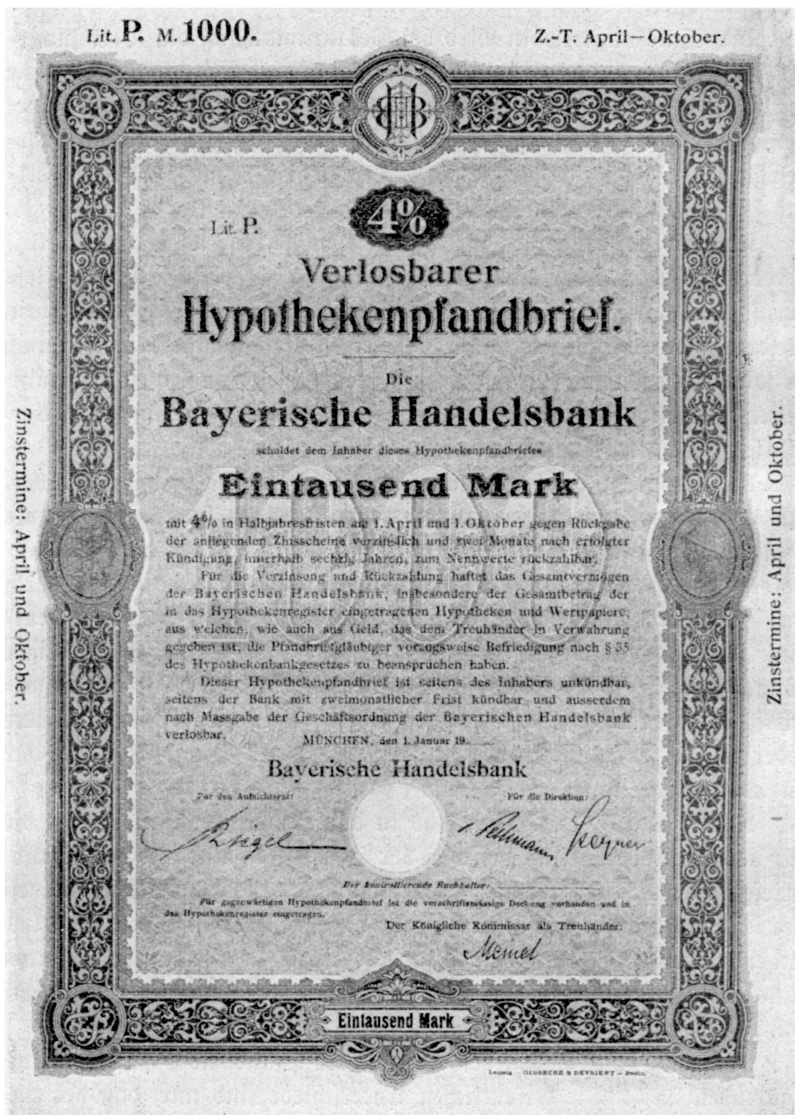 Lit. P. M. 1000.
Z.-T. April—Oktober.
Lit. P.
4%
Verlosbarer
Hypothekenpfandbrief.
Die
Bayerische Handelsbank
schuldet dem Inhaber dieses Hypothekenpfandbriefes
Eintausend Mark
mit 4% in Halbjahresfristen am 1. April und 1. Oktober gegen Rückgabe
der anliegenden Zinsscheine verzinslich und zwei Monate nach erfolgter
Kündigung, innerhalb sechzig Jahren, zum Nennwerte rückzahlbar.
Für die Verzinsung und Rückzahlung haftet das Gesamtvermögen
der Bayerischen Handelsbank, insbesondere der Gesamtbetrag der
in das Hypothekenregister eingetragenen Hypotheken und Wertpapiere,
aus welchen, wie auch aus Geld, das dem Treuhänder in Verwahrung
gegeben ist, die Pfandbriefgläubiger vorzugsweise Befriedigung nach § 35
des Hypothekenbankgesetzes zu beanspruchen haben.
Dieser Hypothekenpfandbrief ist seitens des Inhabers unkündbar,
seitens der Bank mit zweimonatlicher Frist kündbar und ausserdem
nach Massgabe der Geschäftsordnung der Bayerischen Handelsbank
verlosbar.
MÜNCHEN, den 1. Januar 19
Bayerische Handelsbank
Für den Aufsichtsrat:
Für die Direktion:
Der kontrollierende Buchhalter:
Für gegenwärtigen Hypothekenpfandbrief ist die vorschriftsmässige Deckung vorhanden und in
das Hypothekenregister eingetragen.
Der Königliche Kommissar als Treuhänder:
Eintausend Mark
Leipzig — GIESECKE & DEVRIENT — Berlin.
Zinstermine: April und Oktober.
Zinstermine: April und Oktober.